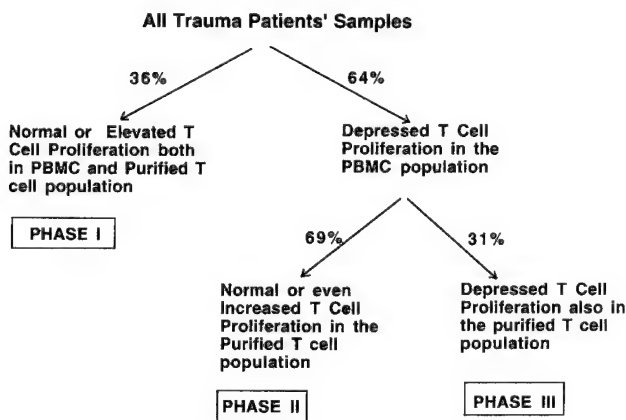 All Trauma Patients' Samples
36%
64%
Normal or Elevated T
Cell Proliferation both
in PBMC and Purified T
cell population
Depressed T Cell
Proliferation in the
PBMC population
PHASE I
69%
31%
Normal or even
Increased T Cell
Proliferation in the
Purified T cell
population
Depressed T Cell
Proliferation also in
the purified T cell
population
PHASE II
PHASE III